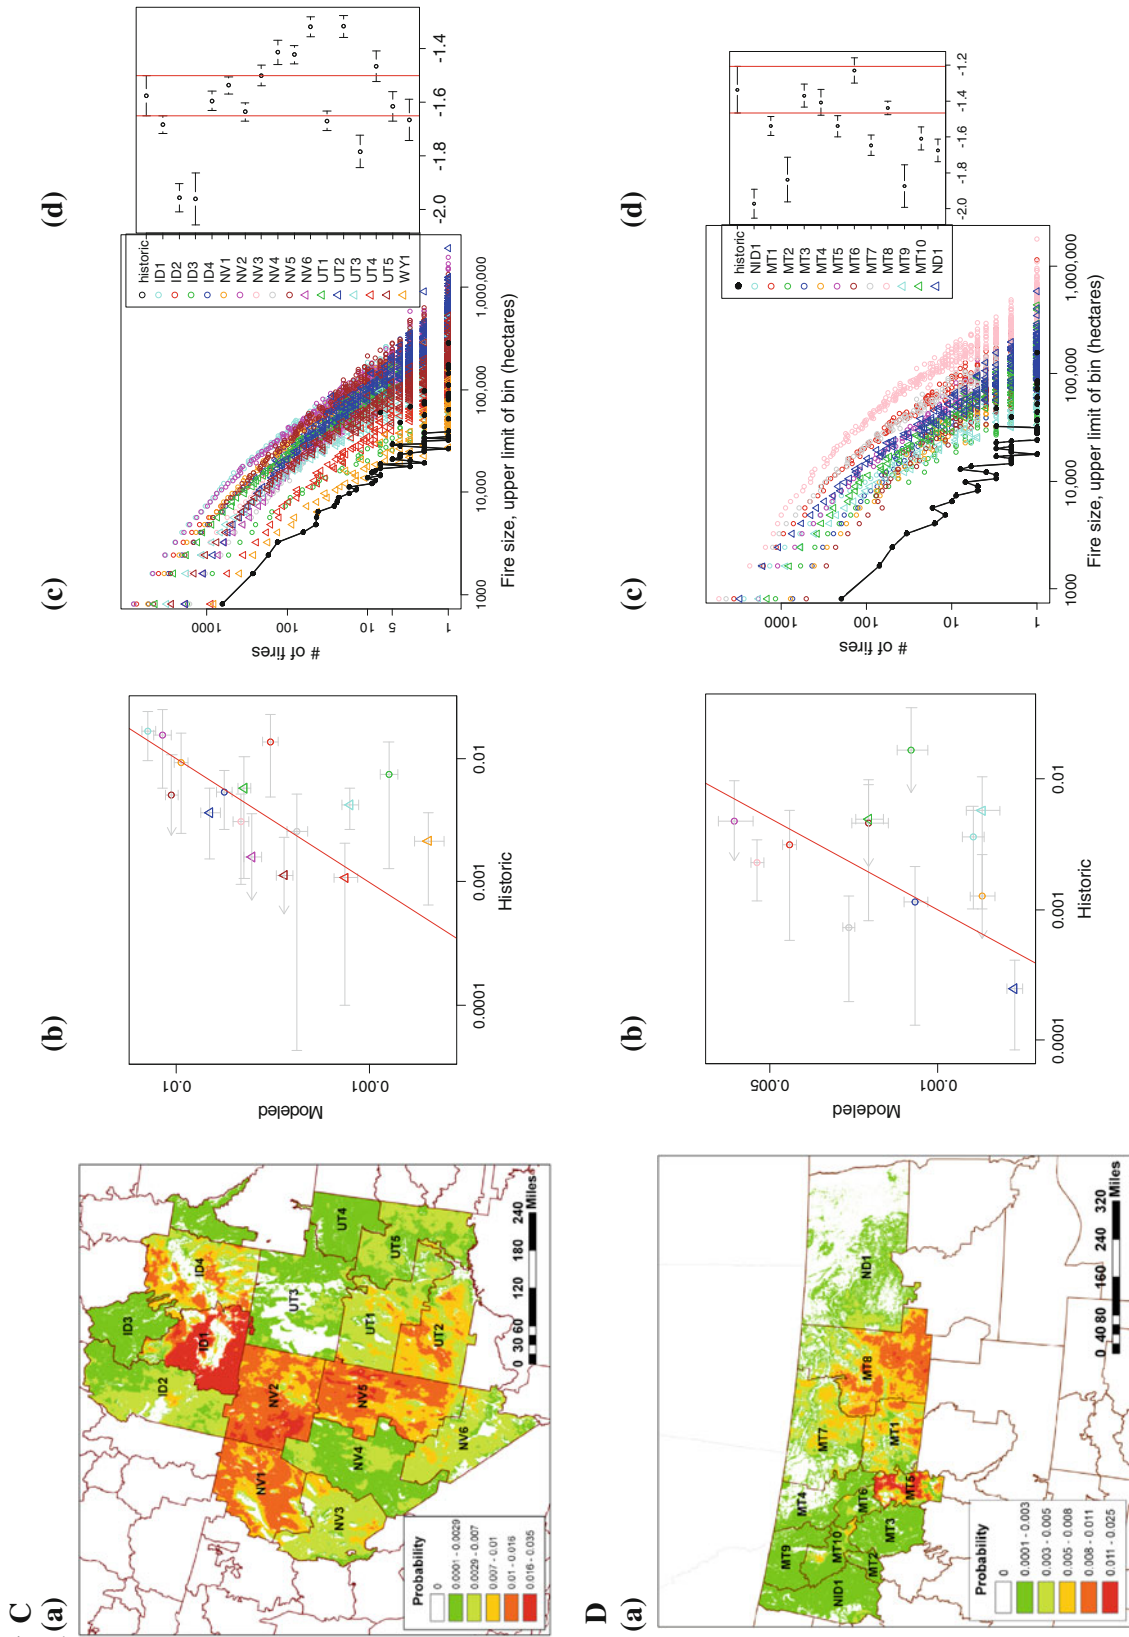 C
(a)
ID3
ID2
ID4
ID1
NV2
UT3
UT4
NV1
NV5
UT1
UT5
NV4
UT2
NV3
NV6
Probability
0
0.0001 - 0.0029
0.0029 - 0.007
0.007 - 0.01
0.01 - 0.016
0.016 - 0.035
0 30 60 120 180 240
Miles
(b)
Modeled
0.01
0.001
0.0001
0.001
0.01
Historic
(c)
# of fires
1000
100
10
5
1
1000
10,000
100,000
1,000,000
Fire size, upper limit of bin (hectares)
historic
ID1
ID2
ID3
ID4
NV1
NV2
NV3
NV4
NV5
NV6
UT1
UT2
UT3
UT4
UT5
WY1
(d)
-2.0
-1.8
-1.6
-1.4
D
(a)
MT9
MT4
MT7
ND1
MT6
MT10
MT8
NID1
MT2
MT3
MT5
MT1
Probability
0
0.0001 - 0.003
0.003 - 0.005
0.005 - 0.008
0.008 - 0.011
0.011 - 0.025
0 40 80 160 240 320
Miles
(b)
Modeled
0.005
0.001
0.0001
0.001
0.01
Historic
(c)
# of fires
1000
100
10
1
1000
10,000
100,000
1,000,000
Fire size, upper limit of bin (hectares)
historic
NID1
MT1
MT2
MT3
MT4
MT5
MT6
MT7
MT8
MT9
MT10
ND1
(d)
-2.0
-1.8
-1.6
-1.4
-1.2